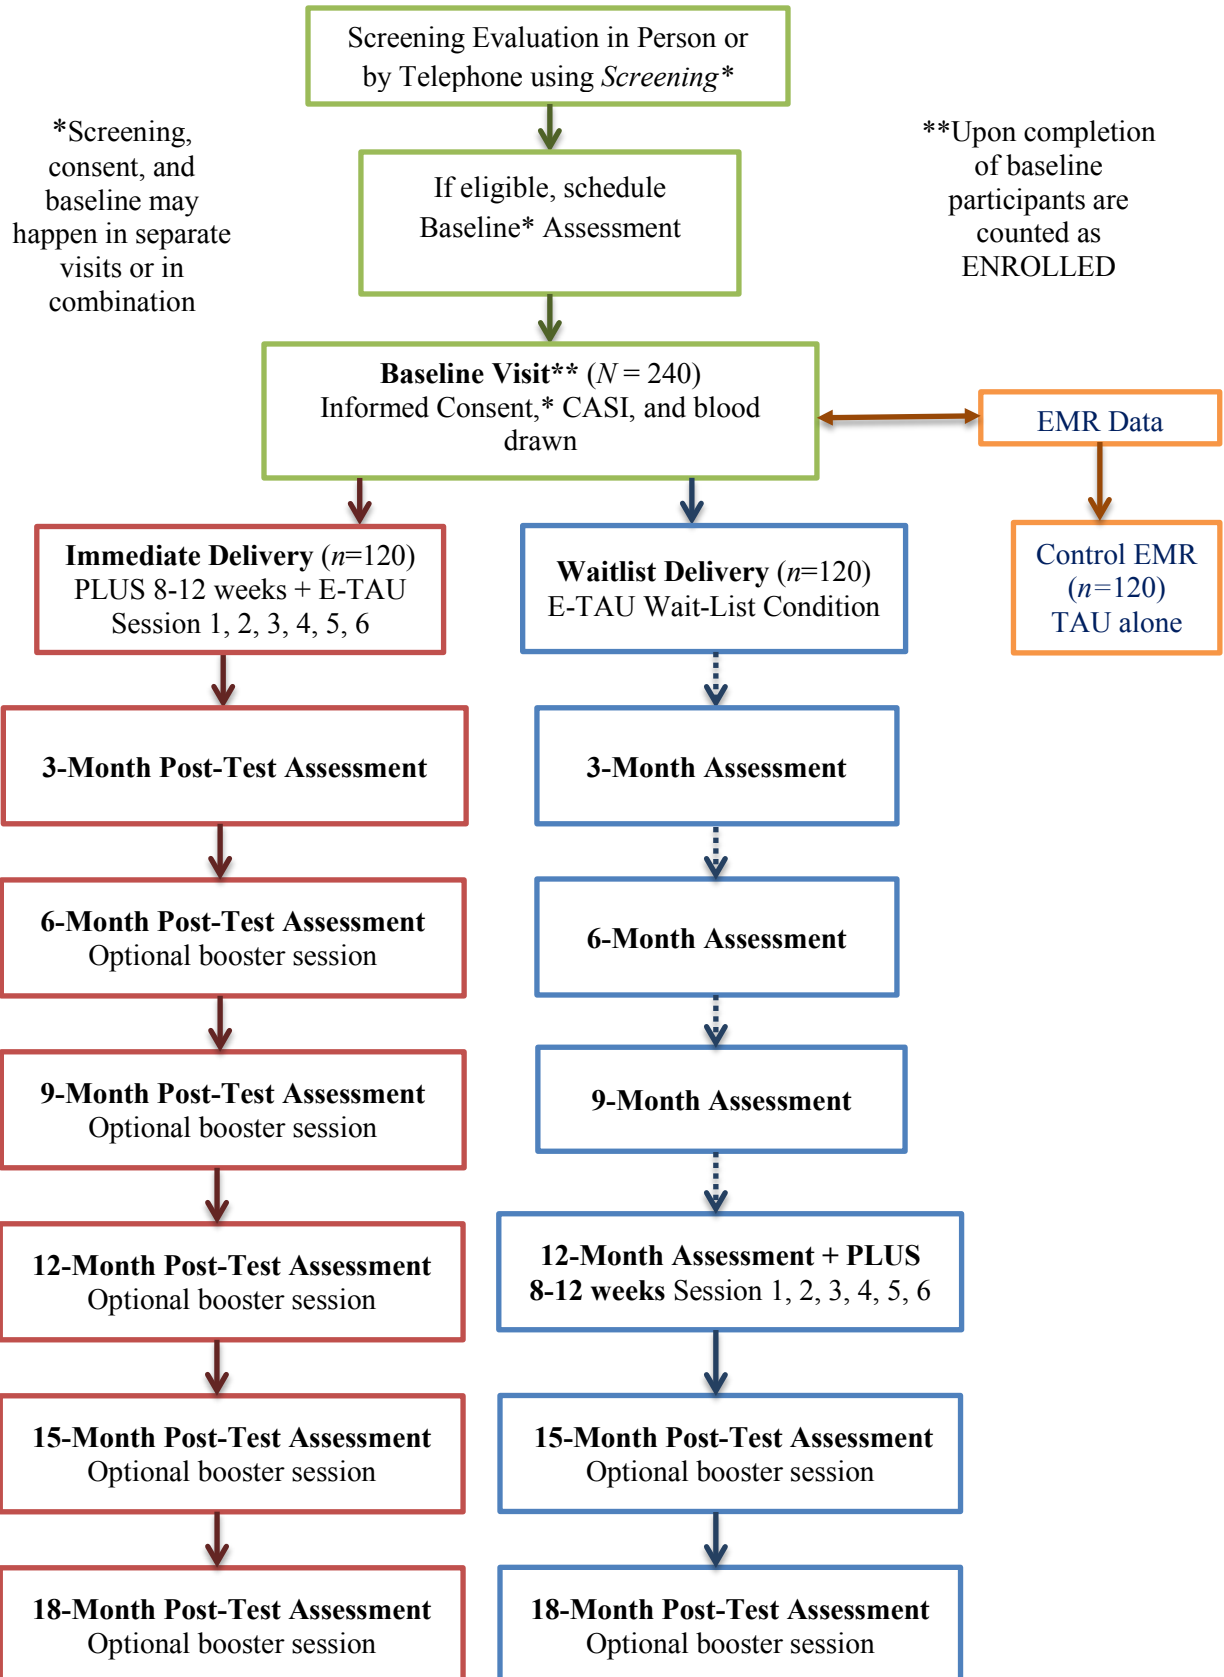 Screening Evaluation in Person or
by Telephone using Screening*
*Screening,
consent, and
baseline may
happen in separate
visits or in
combination
If eligible, schedule
Baseline* Assessment
**Upon completion
of baseline
participants are
counted as
ENROLLED
Baseline Visit** (N = 240)
Informed Consent,* CASI, and blood
drawn
EMR Data
Immediate Delivery (n=120)
PLUS 8-12 weeks + E-TAU
Session 1, 2, 3, 4, 5, 6
Waitlist Delivery (n=120)
E-TAU Wait-List Condition
Control EMR
(n=120)
TAU alone
3-Month Post-Test Assessment
3-Month Assessment
6-Month Post-Test Assessment
Optional booster session
6-Month Assessment
9-Month Post-Test Assessment
Optional booster session
9-Month Assessment
12-Month Post-Test Assessment
Optional booster session
12-Month Assessment + PLUS
8-12 weeks Session 1, 2, 3, 4, 5, 6
15-Month Post-Test Assessment
Optional booster session
15-Month Post-Test Assessment
Optional booster session
18-Month Post-Test Assessment
Optional booster session
18-Month Post-Test Assessment
Optional booster session